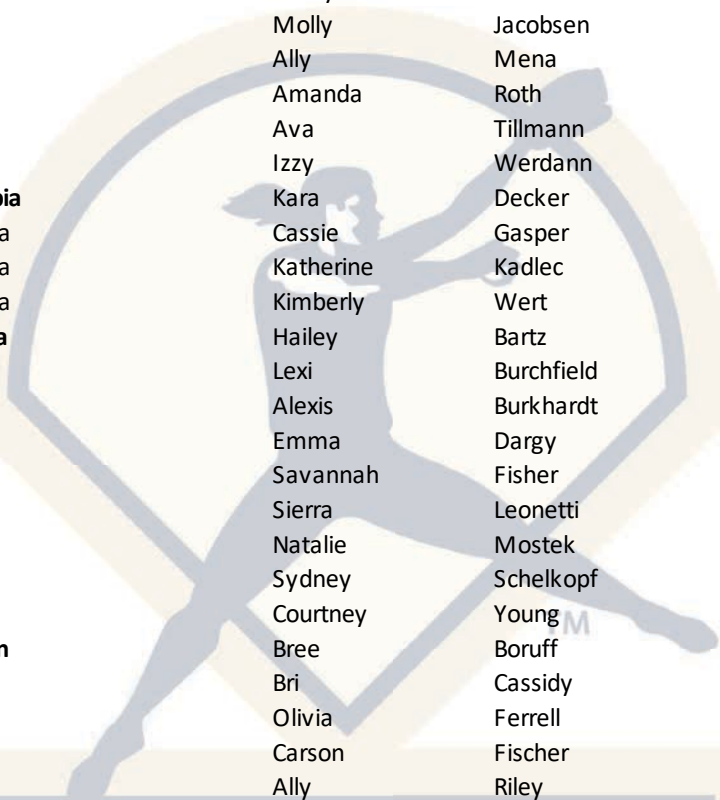 Molly Jacobsen
Ally Mena
Amanda Roth
Ava Tillmann
Izzy Werdann
Kara Decker
Cassie Gasper
Katherine Kadlec
Kimberly Wert
Hailey Bartz
Lexi Burchfield
Alexis Burkhardt
Emma Dargy
Savannah Fisher
Sierra Leonetti
Natalie Mostek
Sydney Schelkopf
Courtney Young
TM
Bree Boruff
Bri Cassidy
Olivia Ferrell
Carson Fischer
Ally Riley